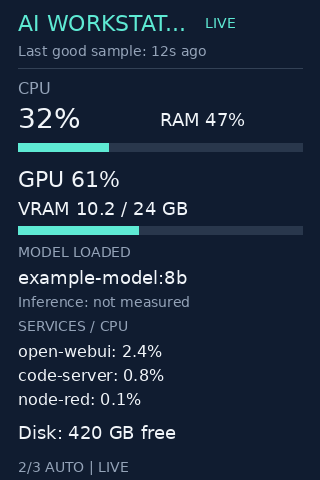 AI WORKSTAT... LIVE
Last good sample: 12s ago
CPU
32% RAM 47%
GPU 61%
VRAM 10.2 / 24 GB
MODEL LOADED
example-model:8b
Inference: not measured
SERVICES / CPU
open-webui: 2.4%
code-server: 0.8%
node-red: 0.1%
Disk: 420 GB free
2/3 AUTO | LIVE